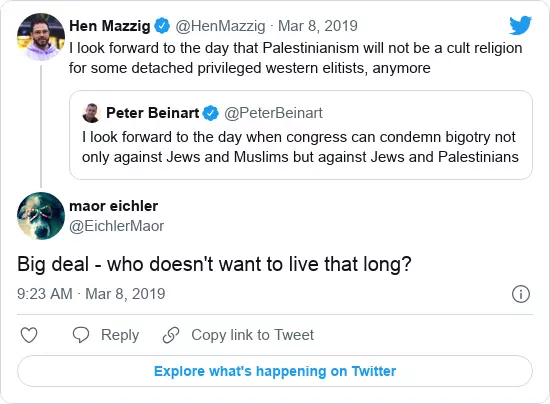 Hen Mazzig @HenMazzig · Mar 8, 2019
I look forward to the day that Palestinianism will not be a cult religion
for some detached privileged western elitists, anymore
Peter Beinart @PeterBeinart
I look forward to the day when congress can condemn bigotry not
only against Jews and Muslims but against Jews and Palestinians
maor eichler
@EichlerMaor
Big deal - who doesn't want to live that long?
9:23 AM · Mar 8, 2019
Reply Copy link to Tweet
Explore what's happening on Twitter